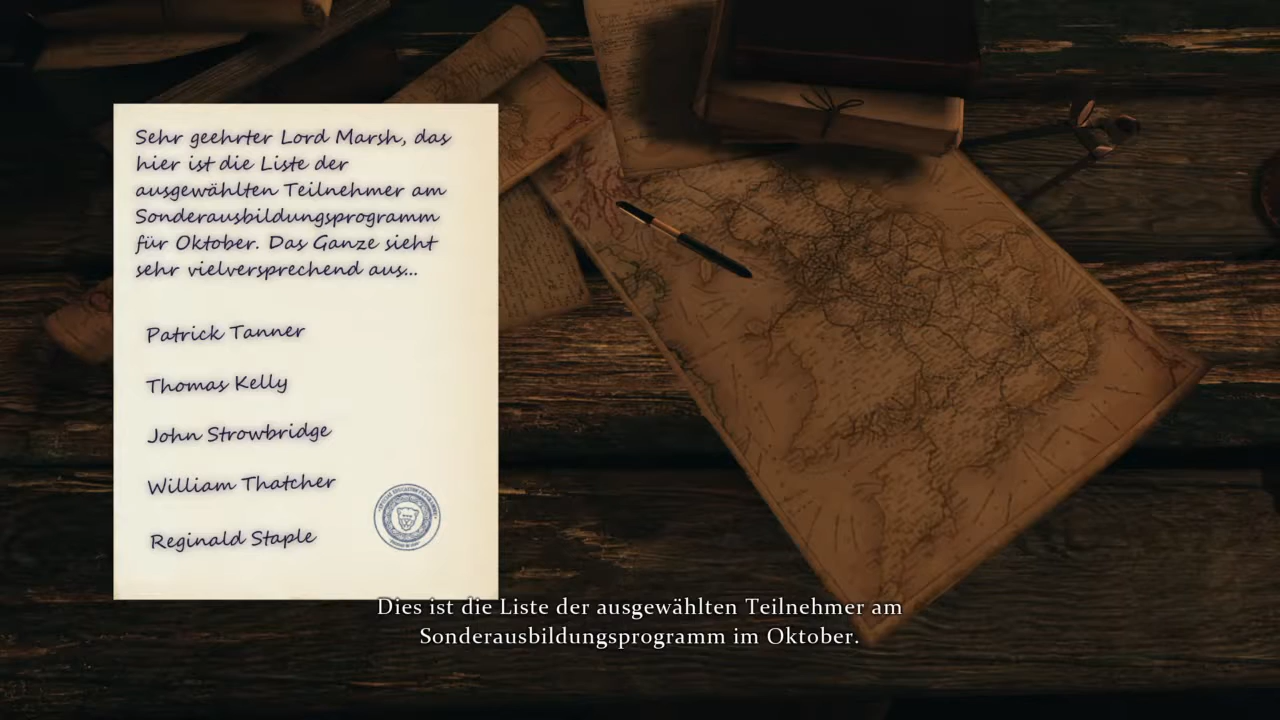 Sehr geehrter Lord Marsh, das
hier ist die Liste der
ausgewählten Teilnehmer am
Sonderausbildungsprogramm
für Oktober. Das Ganze sieht
sehr vielversprechend aus...
Patrick Tanner
Thomas Kelly
John Strowbridge
William Thatcher
Reginald Staple
Dies ist die Liste der ausgewählten Teilnehmer am
Sonderausbildungsprogramm im Oktober.